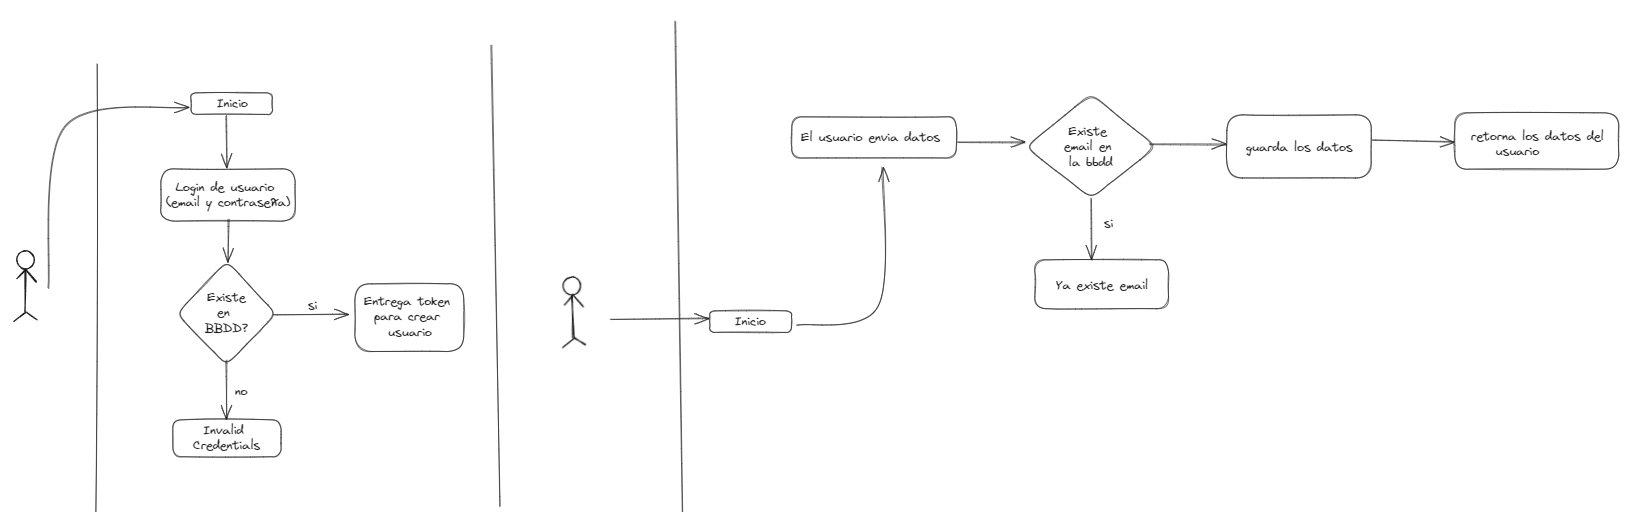 Inicio
Login de usuario
(email y contraseña)
Existe
en
BBDD?
si
Entrega token
para crear
usuario
no
Invalid
Credentials
Inicio
El usuario envia datos
Existe
email en
la bbdd
si
Ya existe email
guarda los datos
retorna los datos del
usuario